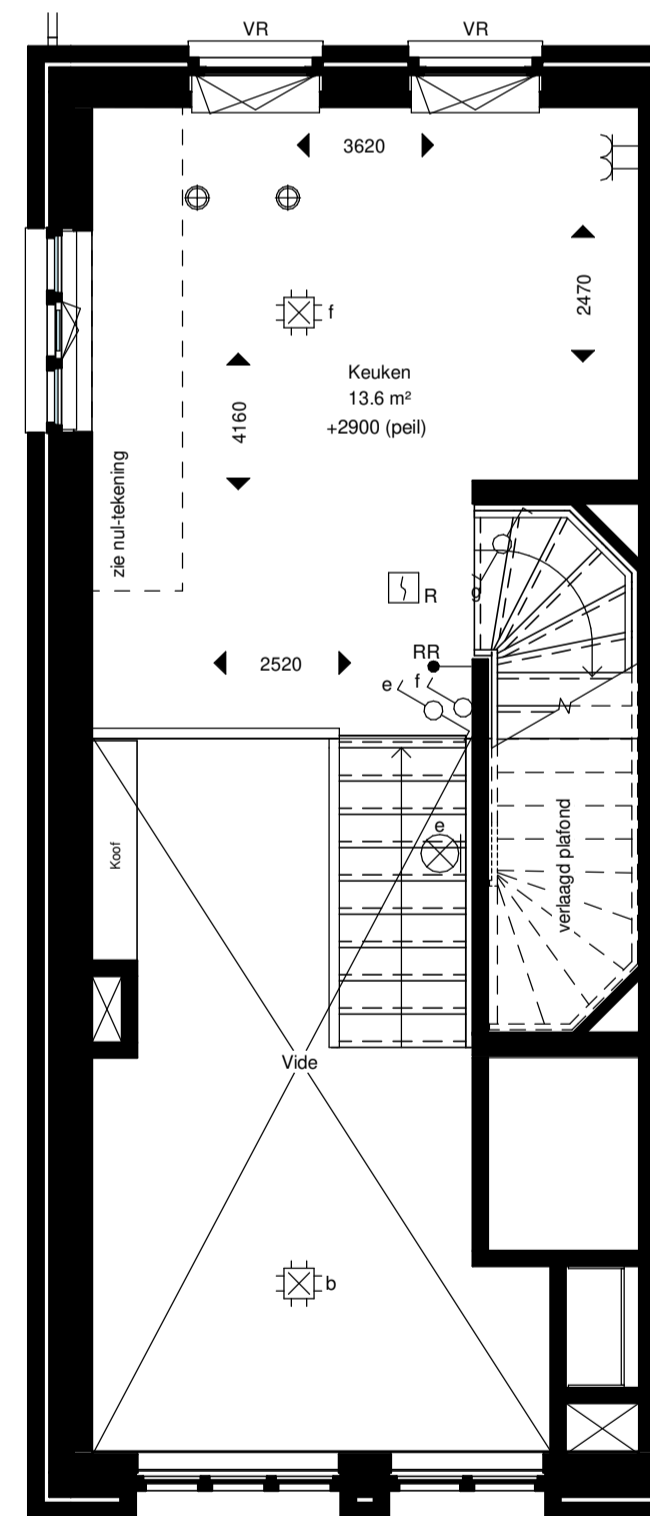 VR
VR
3620
2470
f
Keuken
13.6 m²
+2900 (peil)
4160
zie nul-tekening
R
g
RR
2520
e
f
e
Koof
verlaagd plafond
Vide
b